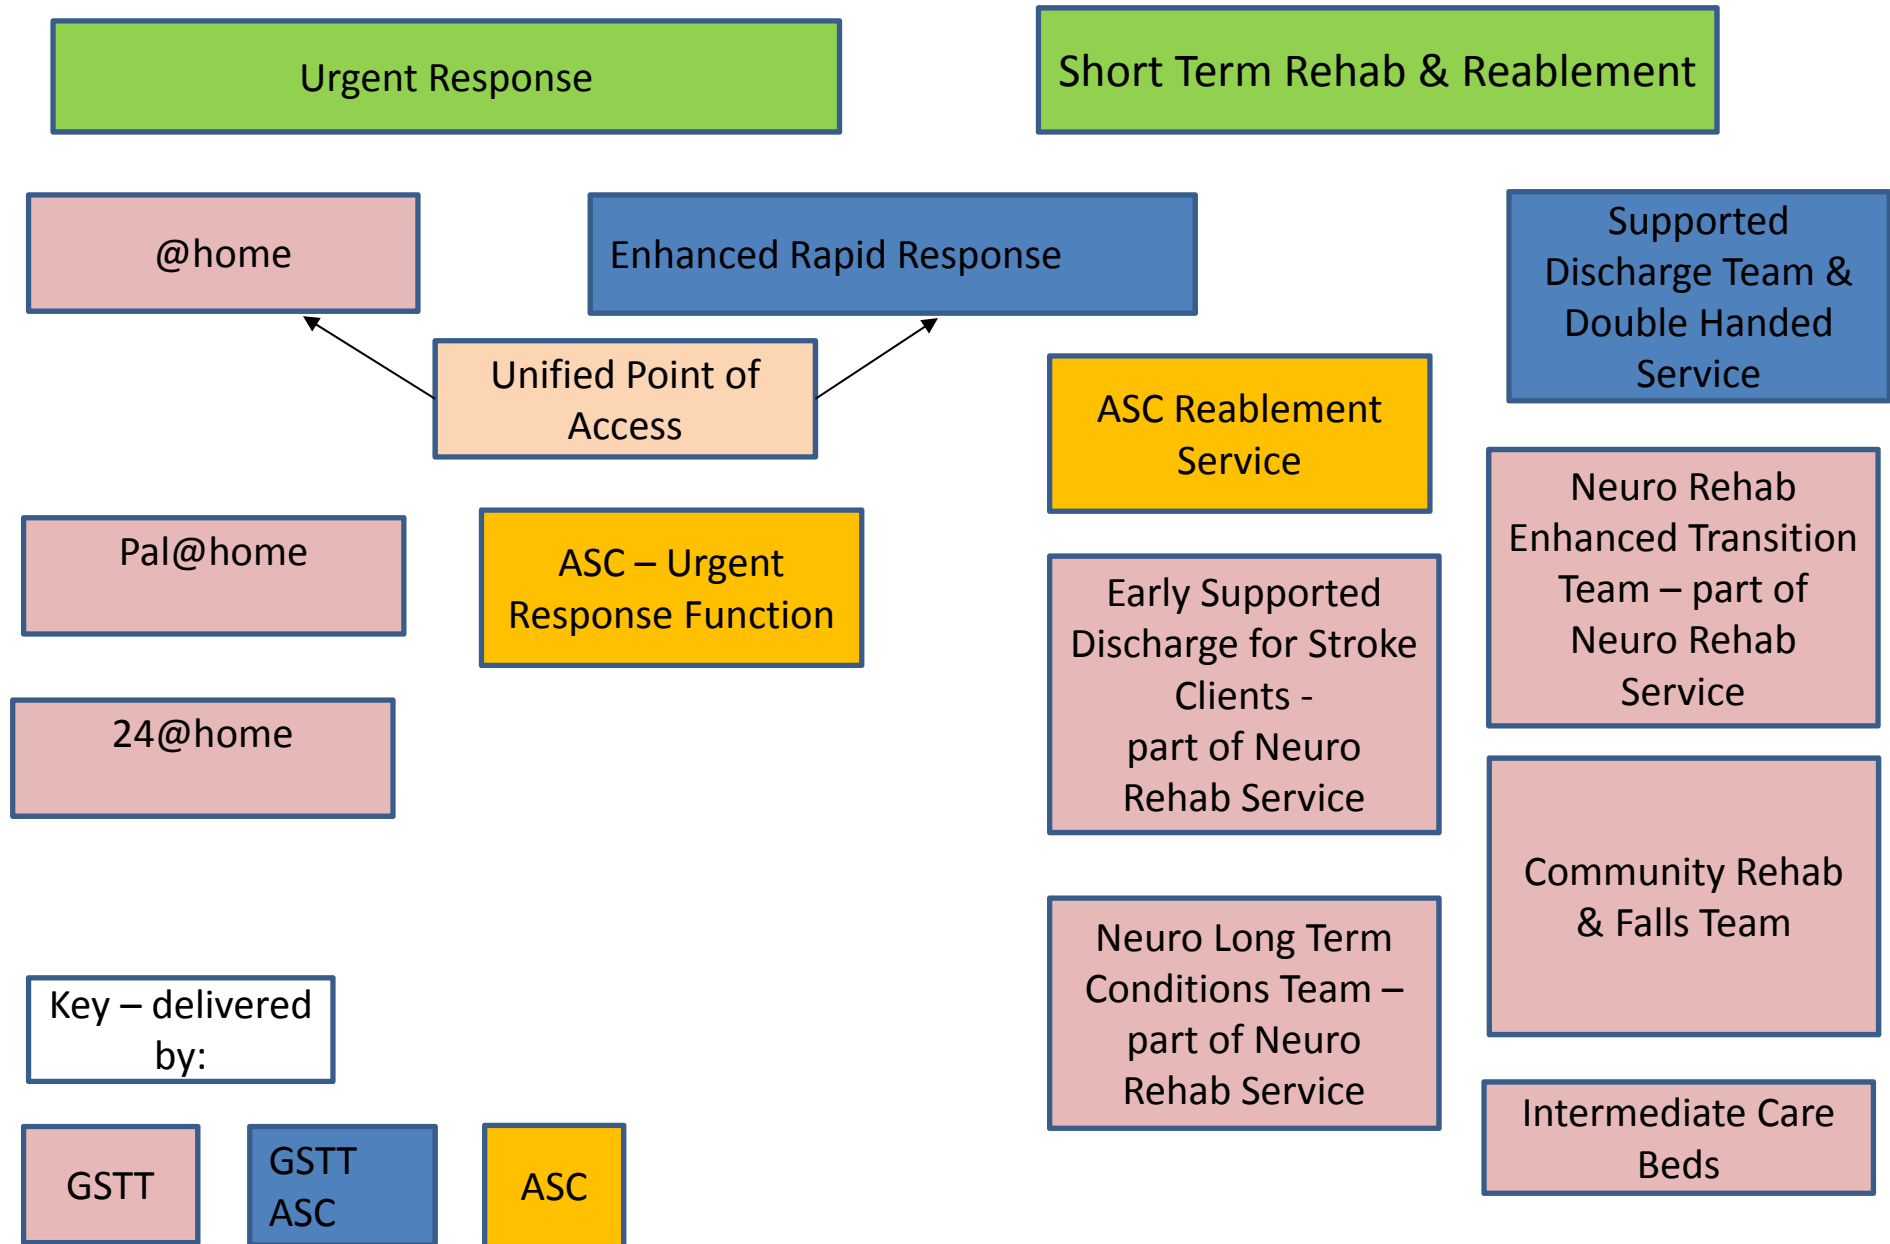 Urgent Response
Short Term Rehab & Reablement
@home
Enhanced Rapid Response
Supported
Discharge Team &
Double Handed
Service
Unified Point of
Access
ASC Reablement
Service
Pal@home
ASC – Urgent
Response Function
Neuro Rehab
Enhanced Transition
Team – part of
Neuro Rehab
Service
24@home
Early Supported
Discharge for Stroke
Clients -
part of Neuro
Rehab Service
Community Rehab
& Falls Team
Neuro Long Term
Conditions Team –
part of Neuro
Rehab Service
Intermediate Care
Beds
Key – delivered
by:
GSTT
GSTT
ASC
ASC